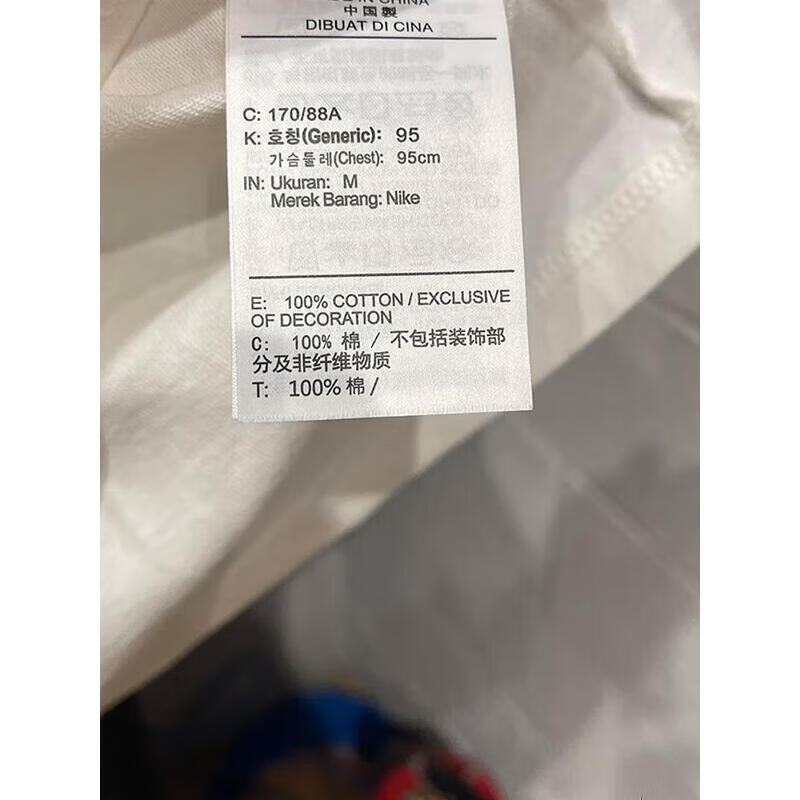 IN CHINA
中国製
DIBUAT DI CINA
C: 170/88A
K: 호칭(Generic): 95
가슴둘레(Chest): 95cm
IN: Ukuran: M
Merek Barang: Nike
E: 100% COTTON / EXCLUSIVE
OF DECORATION
C: 100% 棉 / 不包括装饰部
分及非纤维物质
T: 100% 棉 /